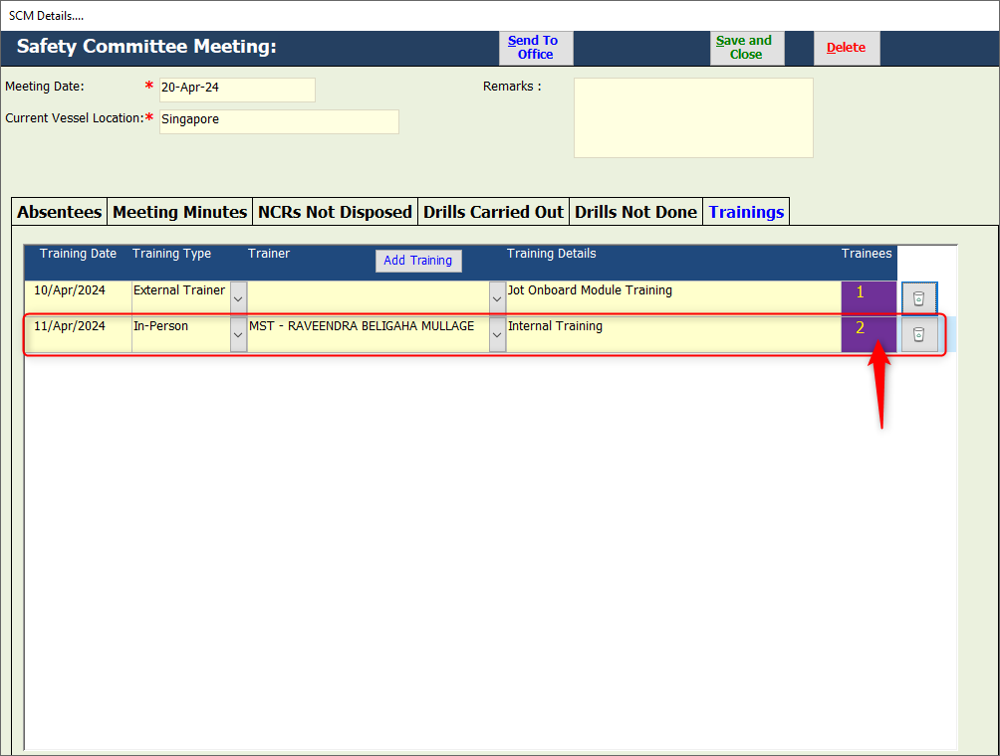 SCM Details....
Safety Committee Meeting:
Send To Office
Save and Close
Delete
Meeting Date: * 20-Apr-24
Remarks :
Current Vessel Location:* Singapore
Absentees Meeting Minutes NCRs Not Disposed Drills Carried Out Drills Not Done Trainings
Training Date Training Type Trainer Add Training Training Details Trainees
10/Apr/2024 External Trainer Jot Onboard Module Training 1
11/Apr/2024 In-Person MST - RAVEENDRA BELIGAHA MULLAGE Internal Training 2